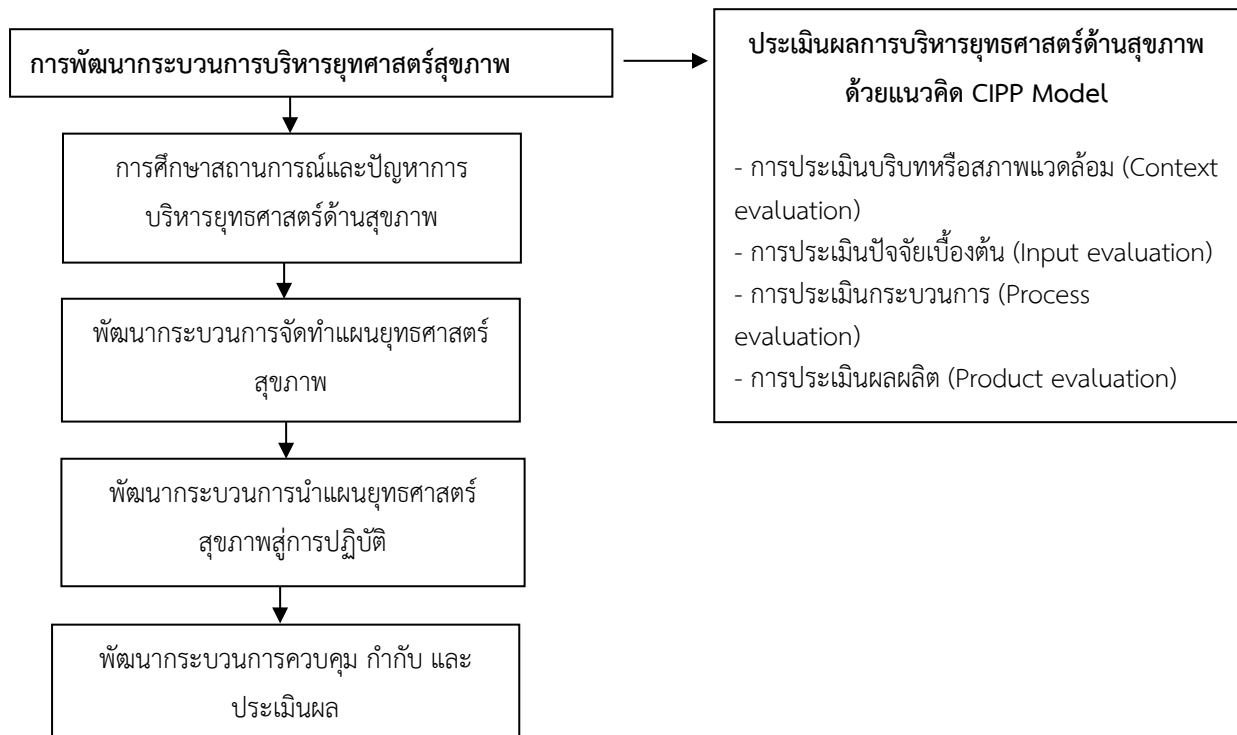 การพัฒนากระบวนการบริหารยุทศาสตร์สุขภาพ
การศึกษาสถานการณ์และปัญหาการ
บริหารยุทธศาสตร์ด้านสุขภาพ
พัฒนากระบวนการจัดทำแผนยุทธศาสตร์
สุขภาพ
พัฒนากระบวนการนำแผนยุทธศาสตร์
สุขภาพสู่การปฏิบัติ
พัฒนากระบวนการควบคุม กำกับ และ
ประเมินผล
ประเมินผลการบริหารยุทธศาสตร์ด้านสุขภาพ
ด้วยแนวคิด CIPP Model
- การประเมินบริบทหรือสภาพแวดล้อม (Context
evaluation)
- การประเมินปัจจัยเบื้องต้น (Input evaluation)
- การประเมินกระบวนการ (Process
evaluation)
- การประเมินผลผลิต (Product evaluation)